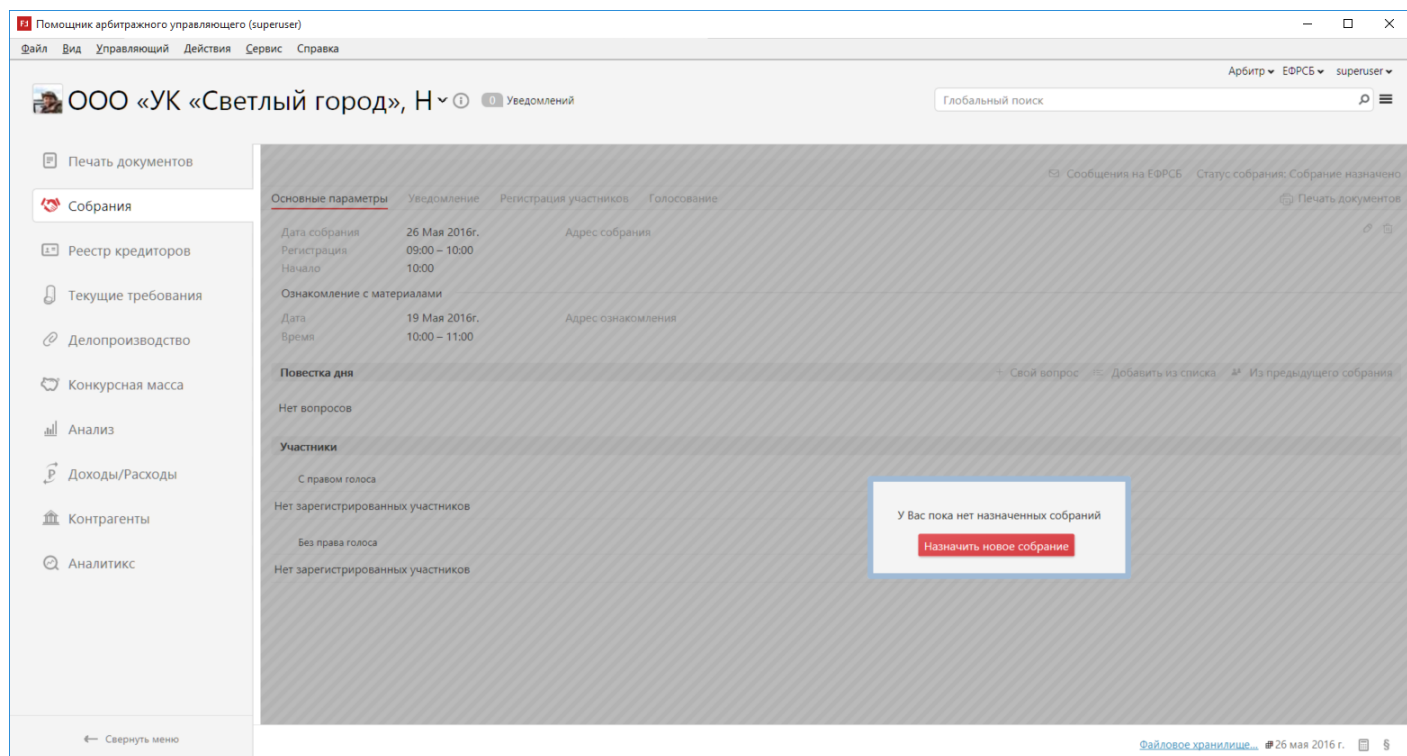 Помощник арбитражного управляющего (superuser)
Файл Вид Управляющий Действия Сервис Справка
Арбитр ЕФРСБ superuser
ООО «УК «Светлый город», Н 0 Уведомлений Глобальный поиск
Печать документов
Собрания
Реестр кредиторов
Текущие требования
Делопроизводство
Конкурсная масса
Анализ
Доходы/Расходы
Контрагенты
Аналитикс
Свернуть меню
Сообщения на ЕФРСБ Статус собрания: Собрание назначено
Основные параметры Уведомление Регистрация участников Голосование Печать документов
Дата собрания 26 Мая 2016г. Адрес собрания
Регистрация 09:00 – 10:00
Начало 10:00
Ознакомление с материалами
Дата 19 Мая 2016г. Адрес ознакомления
Время 10:00 – 11:00
Повестка дня + Свой вопрос Добавить из списка Из предыдущего собрания
Нет вопросов
Участники
С правом голоса
Нет зарегистрированных участников
Без права голоса
Нет зарегистрированных участников
У Вас пока нет назначенных собраний
Назначить новое собрание
Файловое хранилище... 26 мая 2016 г. §